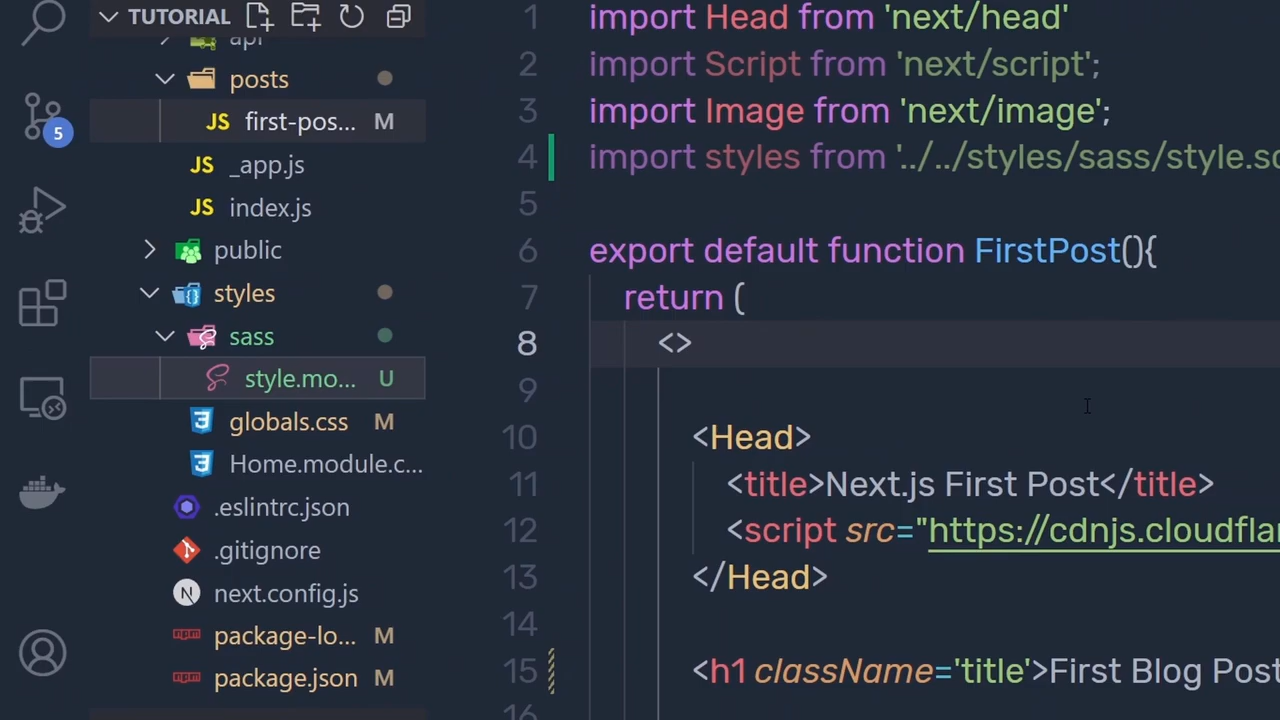 TUTORIAL
api
posts
JS first-pos... M
JS _app.js
JS index.js
public
styles
sass
style.mo... U
globals.css M
Home.module.c...
.eslintrc.json
.gitignore
N next.config.js
package-lo... M
package.json M
5
1 import Head from 'next/head'
2 import Script from 'next/script';
3 import Image from 'next/image';
4 import styles from '../../styles/sass/style.sc
5
6 export default function FirstPost(){
7 return (
8 <>
9
10 <Head>
11 <title>Next.js First Post</title>
12 <script src="https://cdnjs.cloudflar
13 </Head>
14
15 <h1 className='title'>First Blog Post
16